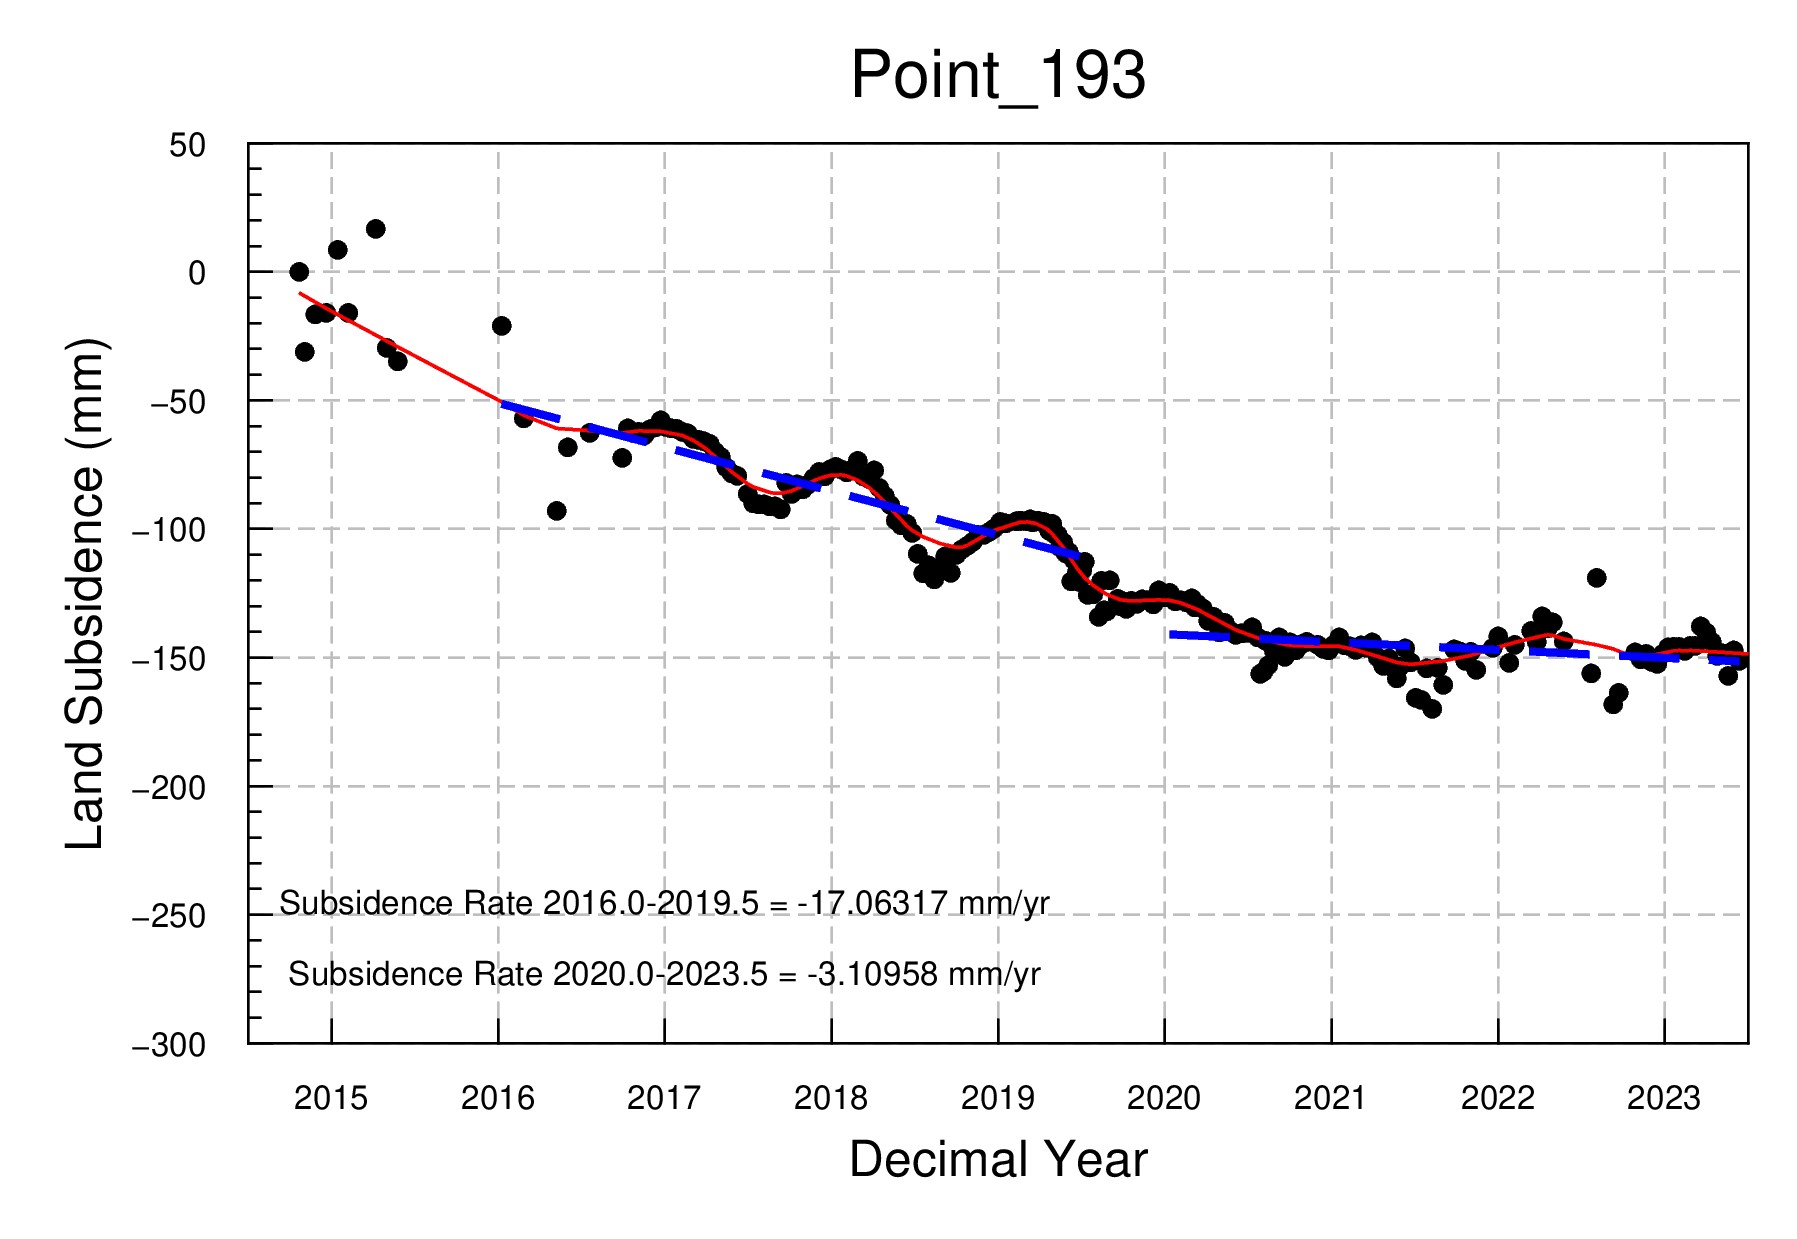 Point_193
50
0
−50
−100
−150
−200
−250
−300
Land Subsidence (mm)
Subsidence Rate 2016.0-2019.5 = -17.06317 mm/yr
Subsidence Rate 2020.0-2023.5 = -3.10958 mm/yr
2015 2016 2017 2018 2019 2020 2021 2022 2023
Decimal Year